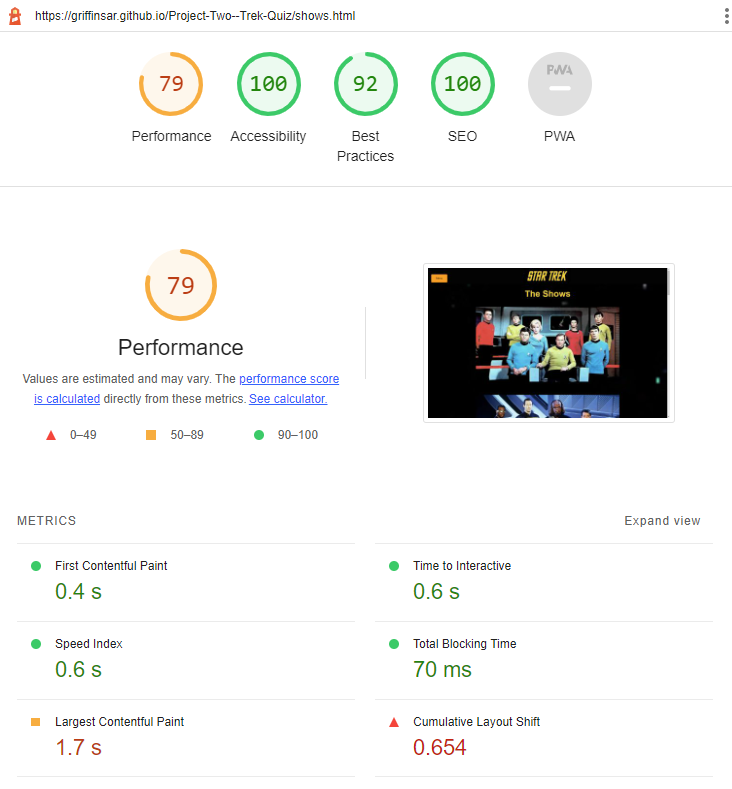 https://griffinsar.github.io/Project-Two--Trek-Quiz/shows.html
79
100
92
100
PWA
Performance
Accessibility
Best
Practices
SEO
PWA
79
Performance
Values are estimated and may vary. The performance score
is calculated directly from these metrics. See calculator.
0–49
50–89
90–100
STAR TREK
The Shows
METRICS
Expand view
First Contentful Paint
0.4 s
Time to Interactive
0.6 s
Speed Index
0.6 s
Total Blocking Time
70 ms
Largest Contentful Paint
1.7 s
Cumulative Layout Shift
0.654